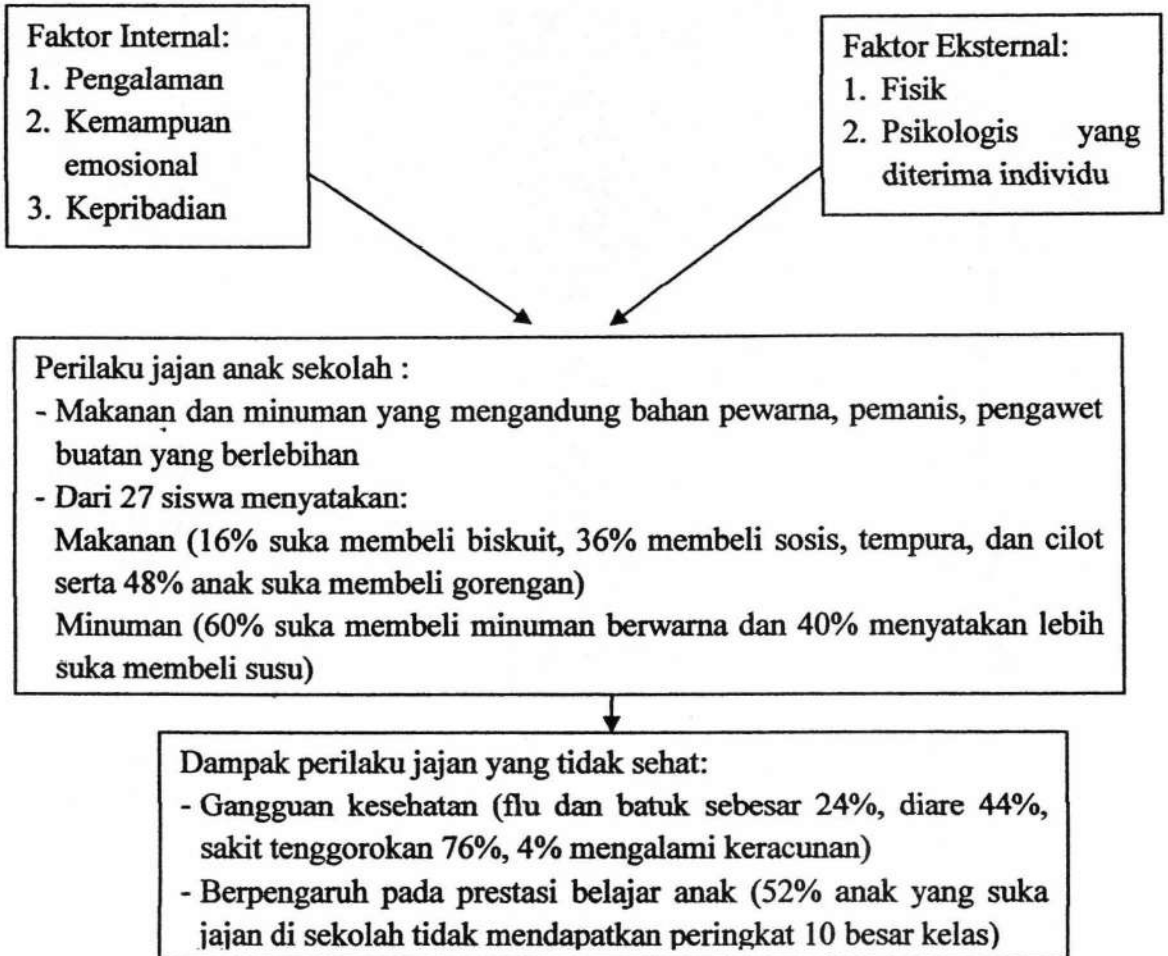 Faktor Internal:
1. Pengalaman
2. Kemampuan
emosional
3. Kepribadian
Faktor Eksternal:
1. Fisik
2. Psikologis yang
diterima individu
Perilaku jajan anak sekolah :
- Makanan dan minuman yang mengandung bahan pewarna, pemanis, pengawet
buatan yang berlebihan
- Dari 27 siswa menyatakan:
Makanan (16% suka membeli biskuit, 36% membeli sosis, tempura, dan cilot
serta 48% anak suka membeli gorengan)
Minuman (60% suka membeli minuman berwarna dan 40% menyatakan lebih
suka membeli susu)
Dampak perilaku jajan yang tidak sehat:
- Gangguan kesehatan (flu dan batuk sebesar 24%, diare 44%,
sakit tenggorokan 76%, 4% mengalami keracunan)
- Berpengaruh pada prestasi belajar anak (52% anak yang suka
jajan di sekolah tidak mendapatkan peringkat 10 besar kelas)